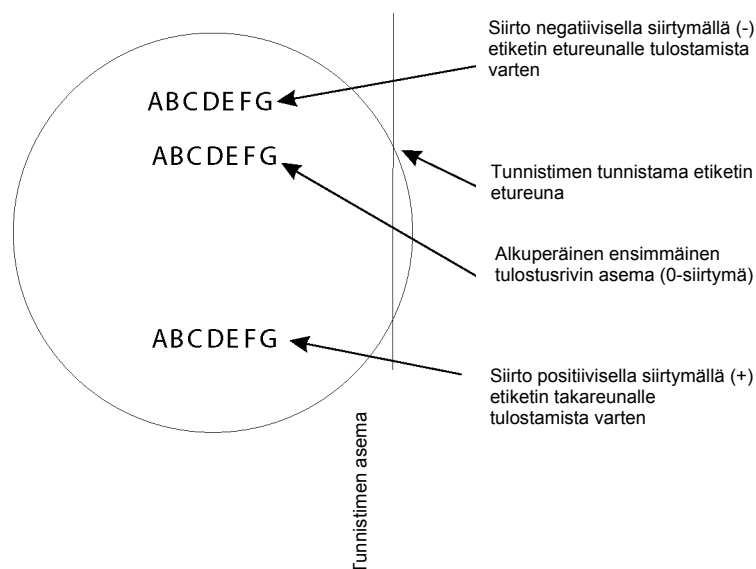 Siirto negatiivisella siirtymällä (-)
etiketin etureunalle tulostamista
varten
ABCDEFG
ABCDEFG
Tunnistimen tunnistama etiketin
etureuna
Alkuperäinen ensimmäinen
tulostusrivin asema (0-siirtymä)
ABCDEFG
Siirto positiivisella siirtymällä (+)
etiketin takareunalle
tulostamista varten
Tunnistimen asema